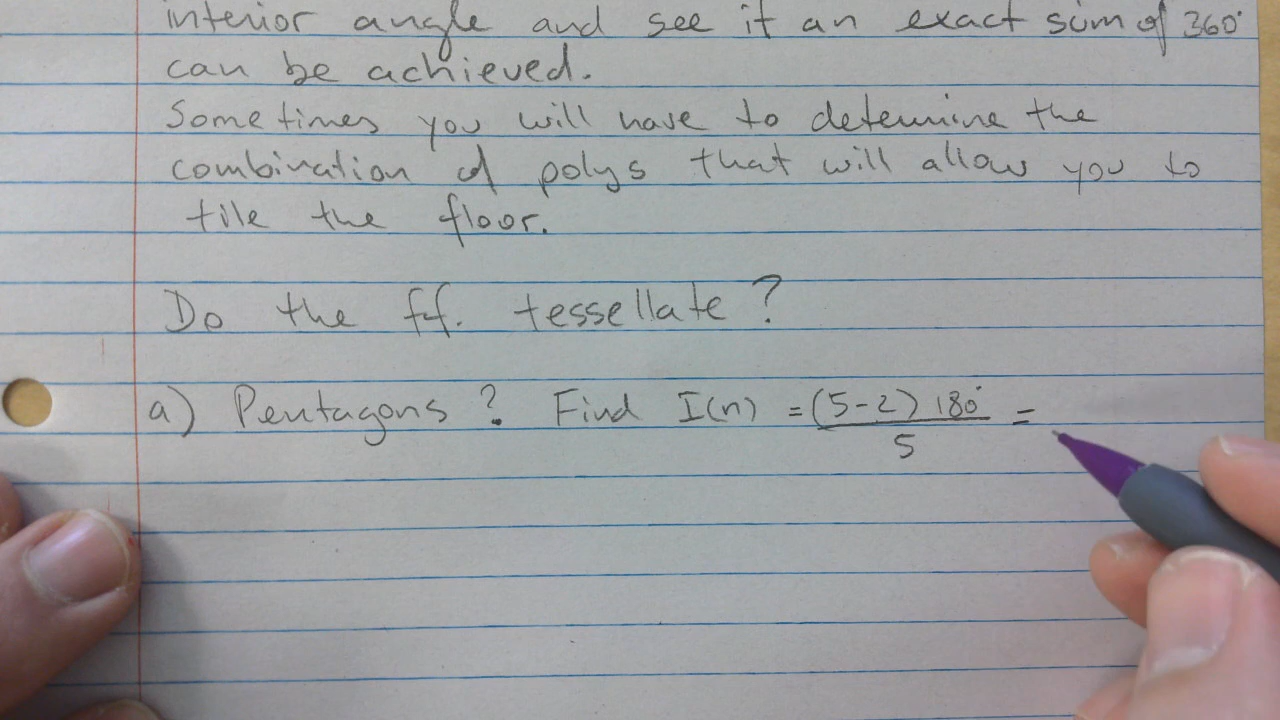 interior angle and see if an exact sum of 360°
can be achieved.
Sometimes you will have to determine the
combination of polys that will allow you to
tile the floor.
Do the ff. tessellate?
a) Pentagons? Find I(n) = (5-2) 180° / 5 =